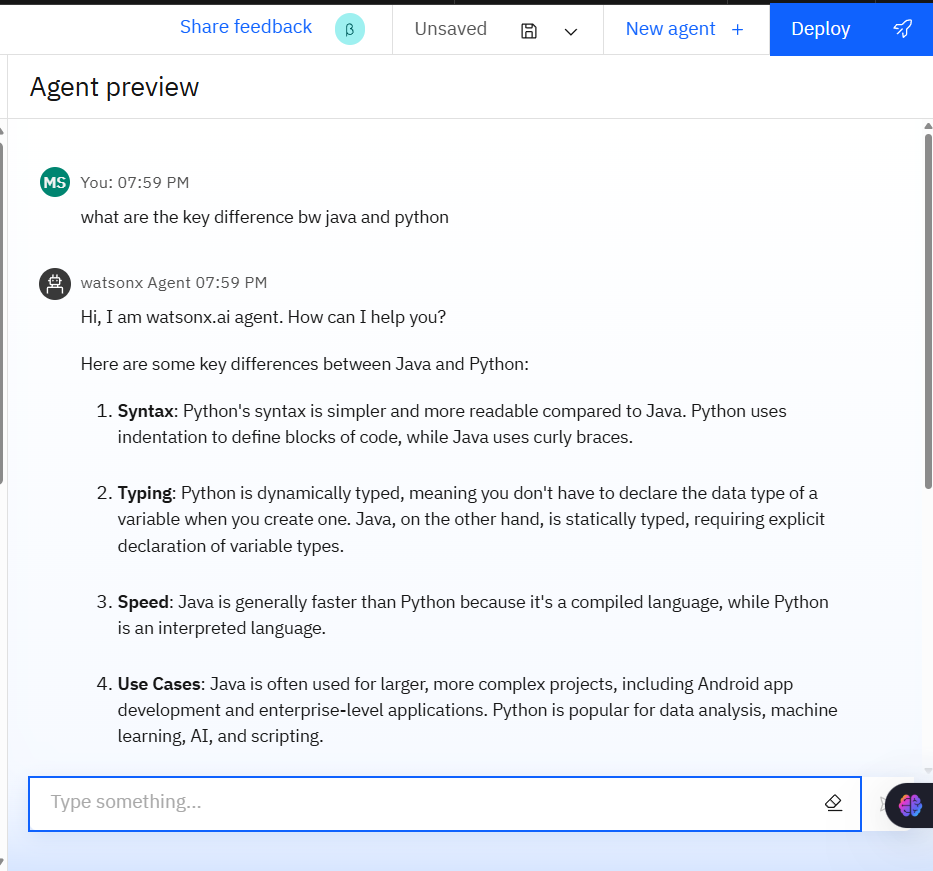 Share feedback β Unsaved New agent + Deploy
Agent preview
MS You: 07:59 PM
what are the key difference bw java and python
watsonx Agent 07:59 PM
Hi, I am watsonx.ai agent. How can I help you?
Here are some key differences between Java and Python:
1. Syntax: Python's syntax is simpler and more readable compared to Java. Python uses
indentation to define blocks of code, while Java uses curly braces.
2. Typing: Python is dynamically typed, meaning you don't have to declare the data type of a
variable when you create one. Java, on the other hand, is statically typed, requiring explicit
declaration of variable types.
3. Speed: Java is generally faster than Python because it's a compiled language, while Python
is an interpreted language.
4. Use Cases: Java is often used for larger, more complex projects, including Android app
development and enterprise-level applications. Python is popular for data analysis, machine
learning, AI, and scripting.
Type something...